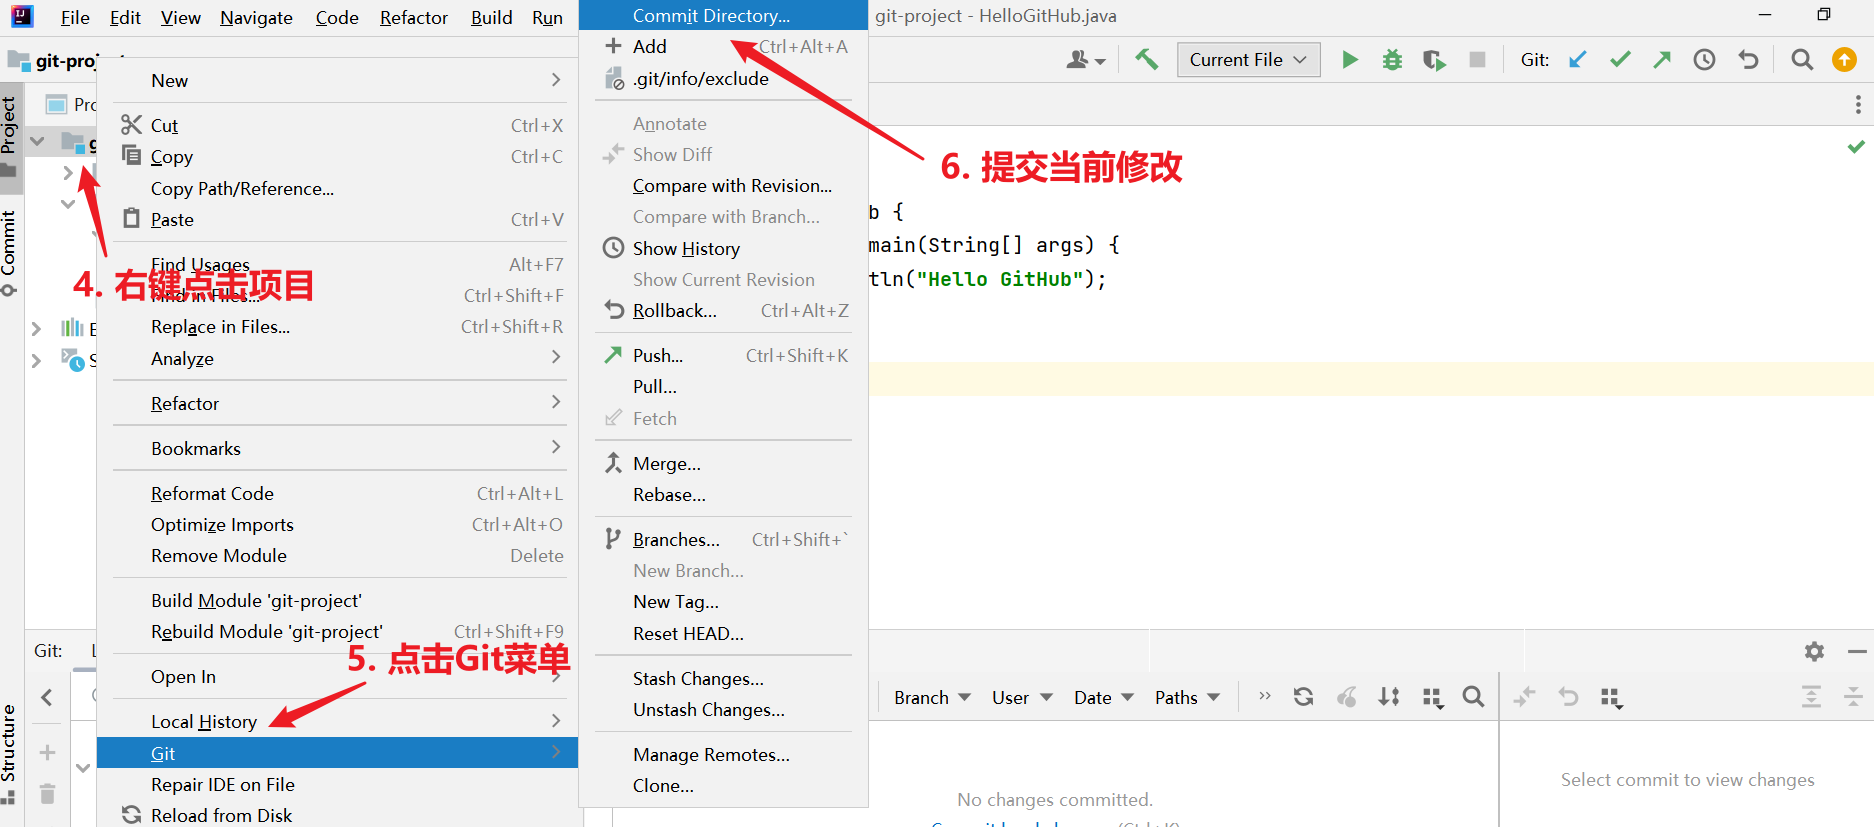 File Edit View Navigate Code Refactor Build Run
git-project - HelloGitHub.java
git-proj
Current File
Git:
Project
Commit
Structure
New
Cut Ctrl+X
Copy Ctrl+C
Copy Path/Reference...
Paste Ctrl+V
Find Usages Alt+F7
4. 右键点击项目
Find in Files... Ctrl+Shift+F
Replace in Files... Ctrl+Shift+R
Analyze
Refactor
Bookmarks
Reformat Code Ctrl+Alt+L
Optimize Imports Ctrl+Alt+O
Remove Module Delete
Build Module 'git-project'
Rebuild Module 'git-project' Ctrl+Shift+F9
5. 点击Git菜单
Open In
Local History
Git
Repair IDE on File
Reload from Disk
Commit Directory...
Add Ctrl+Alt+A
.git/info/exclude
Annotate
Show Diff
Compare with Revision...
Compare with Branch...
Show History
Show Current Revision
Rollback... Ctrl+Alt+Z
Push... Ctrl+Shift+K
Pull...
Fetch
Merge...
Rebase...
Branches... Ctrl+Shift+`
New Branch...
New Tag...
Reset HEAD...
Stash Changes...
Unstash Changes...
Manage Remotes...
Clone...
6. 提交当前修改
b {
main(String[] args) {
tln("Hello GitHub");
Git:
Branch User Date Paths
No changes committed.
Select commit to view changes